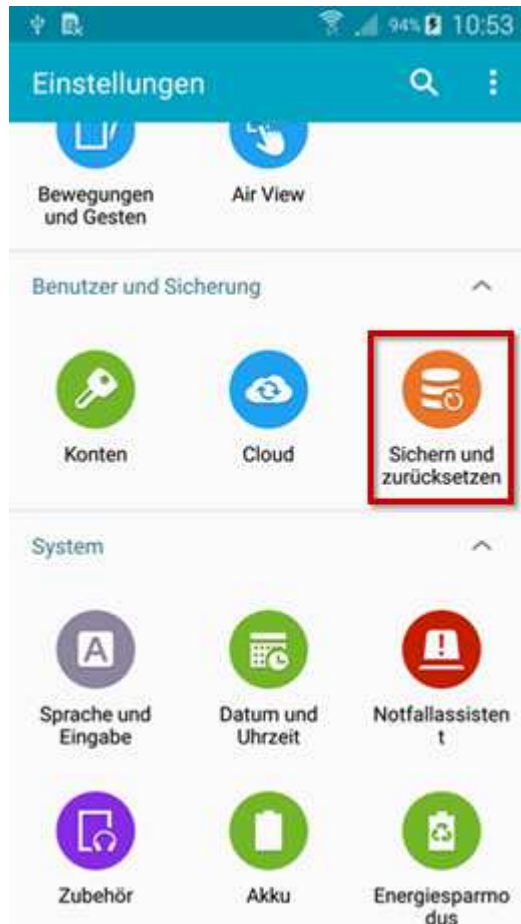 94% 10:53
Einstellungen
Bewegungen
und Gesten
Air View
Benutzer und Sicherung
Konten
Cloud
Sichern und
zurücksetzen
System
A
Sprache und
Eingabe
Datum und
Uhrzeit
Notfallassisten
t
Zubehör
Akku
Energiesparmo
dus